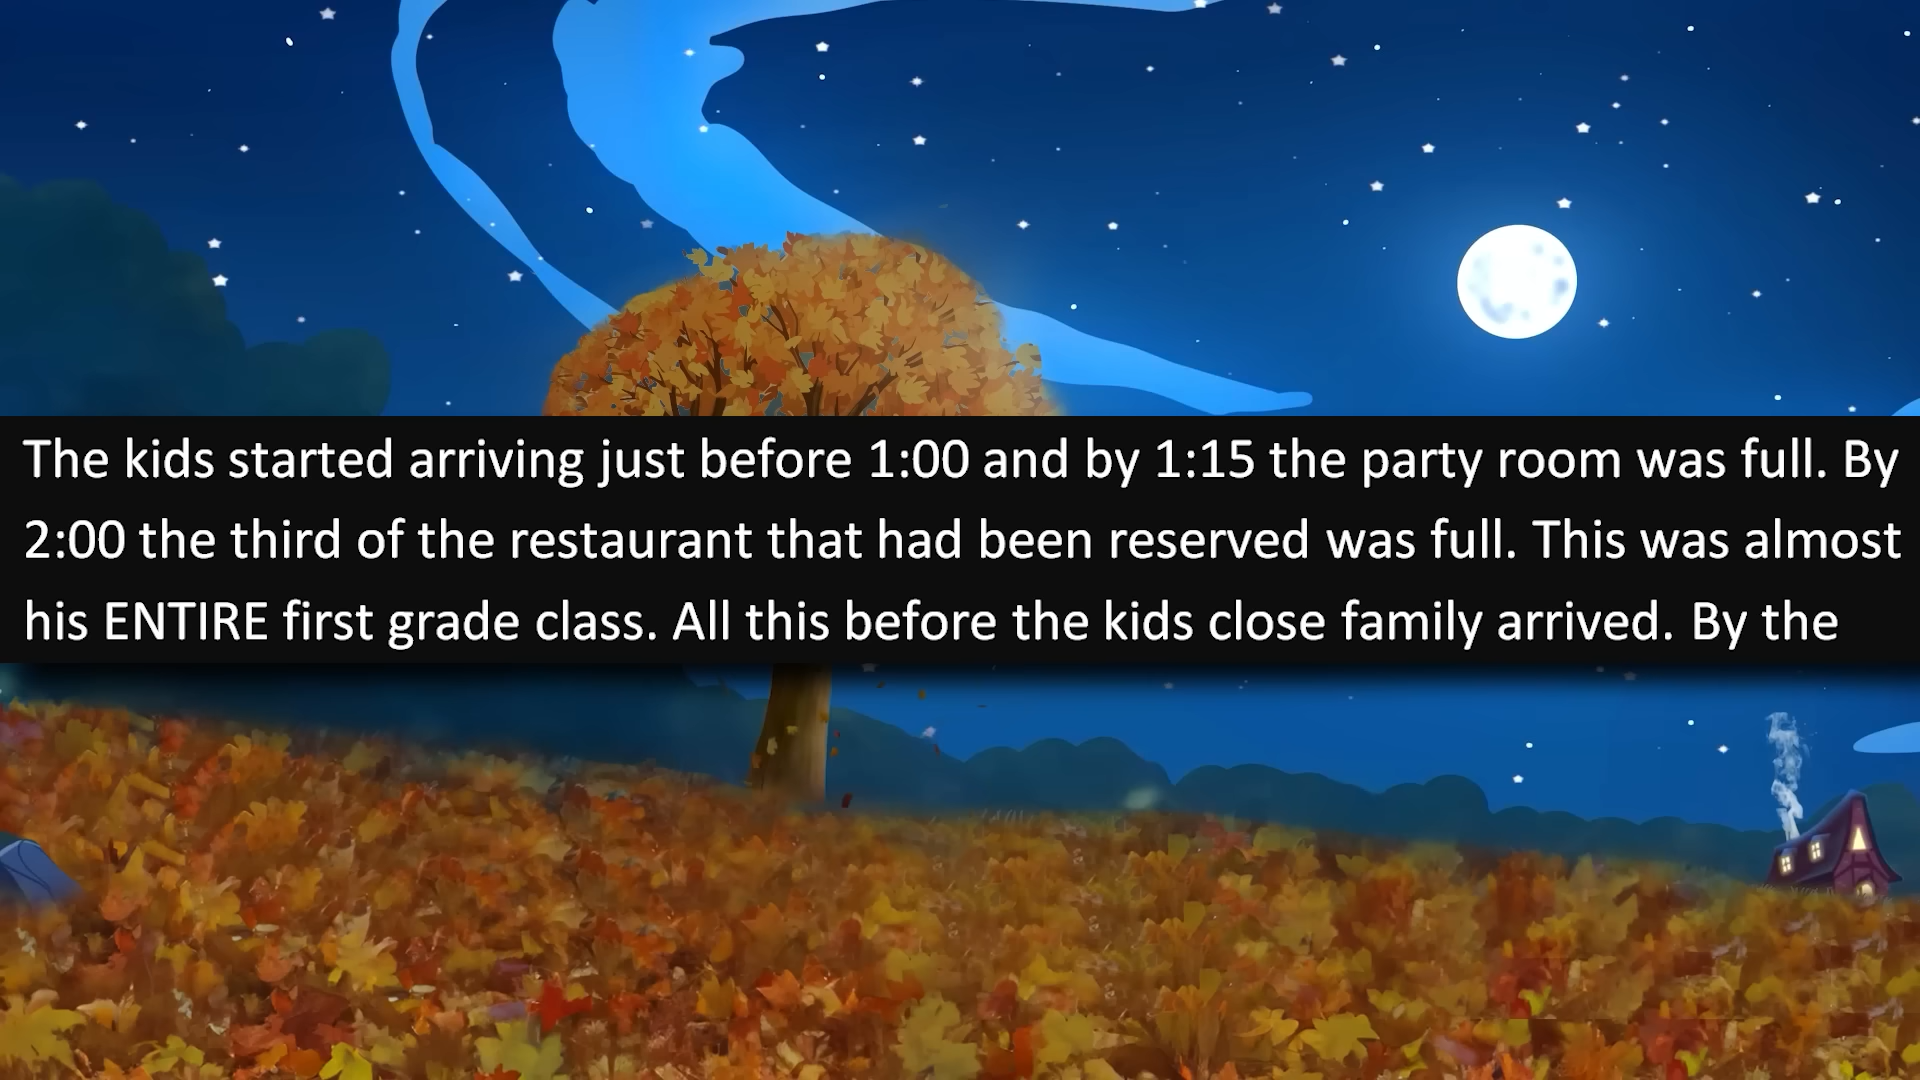 The kids started arriving just before 1:00 and by 1:15 the party room was full. By
2:00 the third of the restaurant that had been reserved was full. This was almost
his ENTIRE first grade class. All this before the kids close family arrived. By the